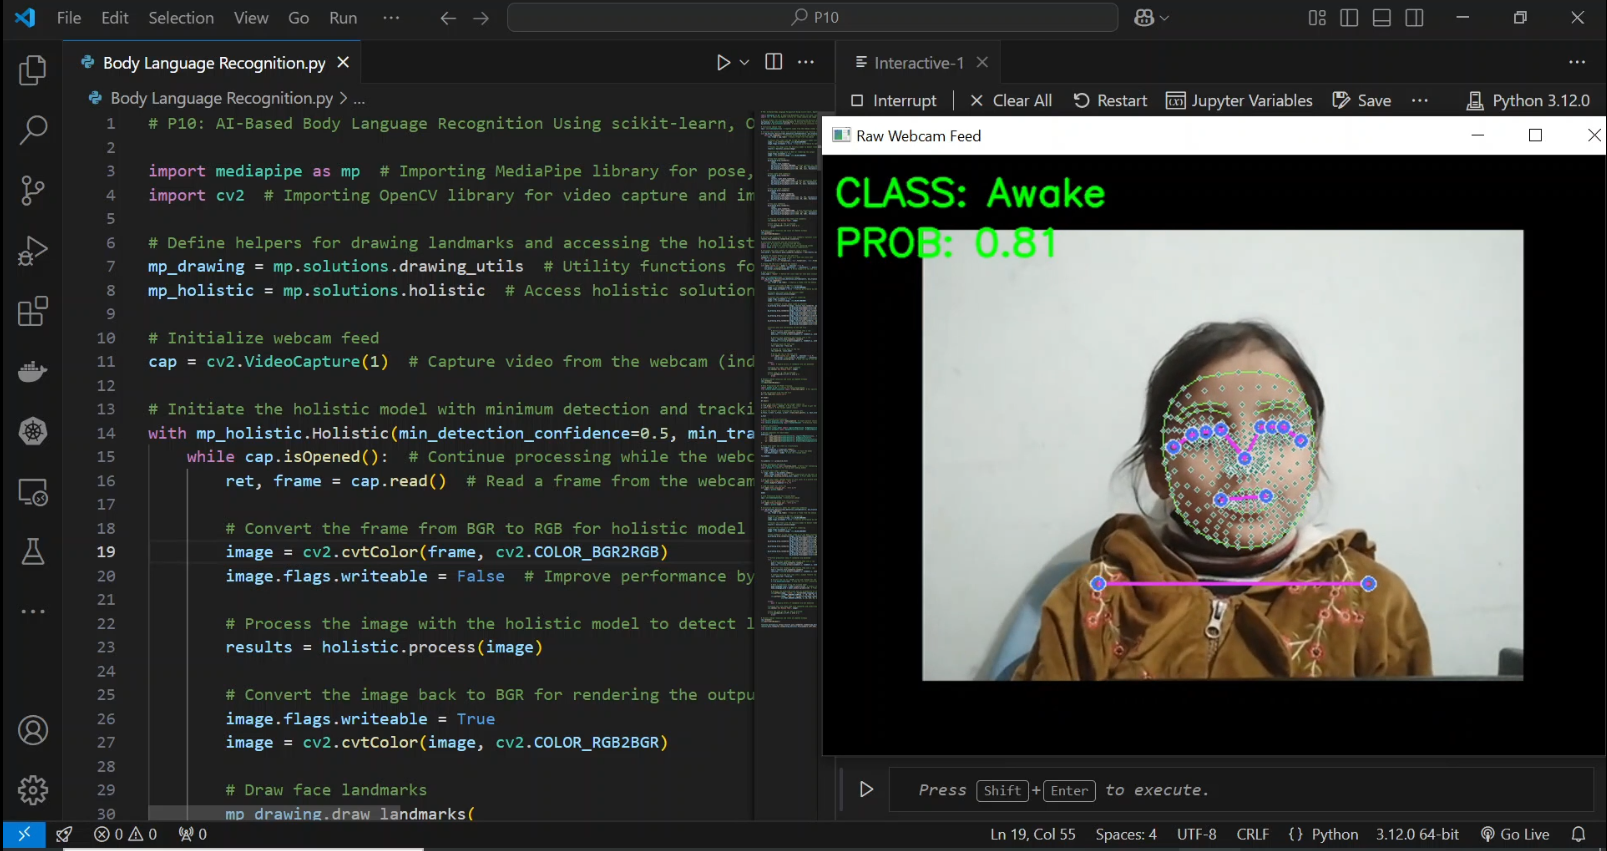 File Edit Selection View Go Run ··· P10
Body Language Recognition.py
Body Language Recognition.py > ...
1 # P10: AI-Based Body Language Recognition Using scikit-learn, O
2
3 import mediapipe as mp # Importing MediaPipe library for pose,
4 import cv2 # Importing OpenCV library for video capture and im
5
6 # Define helpers for drawing landmarks and accessing the holist
7 mp_drawing = mp.solutions.drawing_utils # Utility functions fo
8 mp_holistic = mp.solutions.holistic # Access holistic solution
9
10 # Initialize webcam feed
11 cap = cv2.VideoCapture(1) # Capture video from the webcam (ind
12
13 # Initiate the holistic model with minimum detection and tracki
14 with mp_holistic.Holistic(min_detection_confidence=0.5, min_tra
15 while cap.isOpened(): # Continue processing while the webc
16 ret, frame = cap.read() # Read a frame from the webcam
17
18 # Convert the frame from BGR to RGB for holistic model
19 image = cv2.cvtColor(frame, cv2.COLOR_BGR2RGB)
20 image.flags.writeable = False # Improve performance by
21
22 # Process the image with the holistic model to detect l
23 results = holistic.process(image)
24
25 # Convert the image back to BGR for rendering the outpu
26 image.flags.writeable = True
27 image = cv2.cvtColor(image, cv2.COLOR_RGB2BGR)
28
29 # Draw face landmarks
30 mp_drawing.draw_landmarks(
Interactive-1
Interrupt Clear All Restart Jupyter Variables Save ··· Python 3.12.0
Raw Webcam Feed
CLASS: Awake
PROB: 0.81
Press Shift + Enter to execute.
0 0 0 Ln 19, Col 55 Spaces: 4 UTF-8 CRLF {} Python 3.12.0 64-bit Go Live